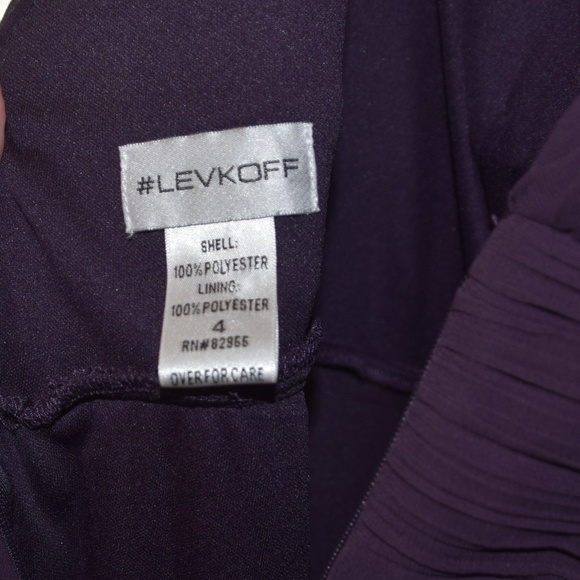 #LEVKOFF
SHELL:
100% POLYESTER
LINING:
100% POLYESTER
4
RN#82955
OVER FOR CARE